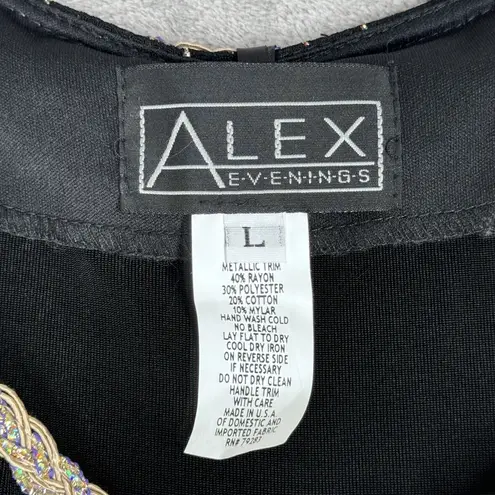 ALEX
E·V·E·N·I·N·G·S
L
METALLIC TRIM
40% RAYON
30% POLYESTER
20% COTTON
10% MYLAR
HAND WASH COLD
NO BLEACH
LAY FLAT TO DRY
COOL DRY IRON
ON REVERSE SIDE
IF NECESSARY
DO NOT DRY CLEAN
HANDLE TRIM
WITH CARE
MADE IN U.S.A.
OF DOMESTIC AND
IMPORTED FABRIC
RN# 79287